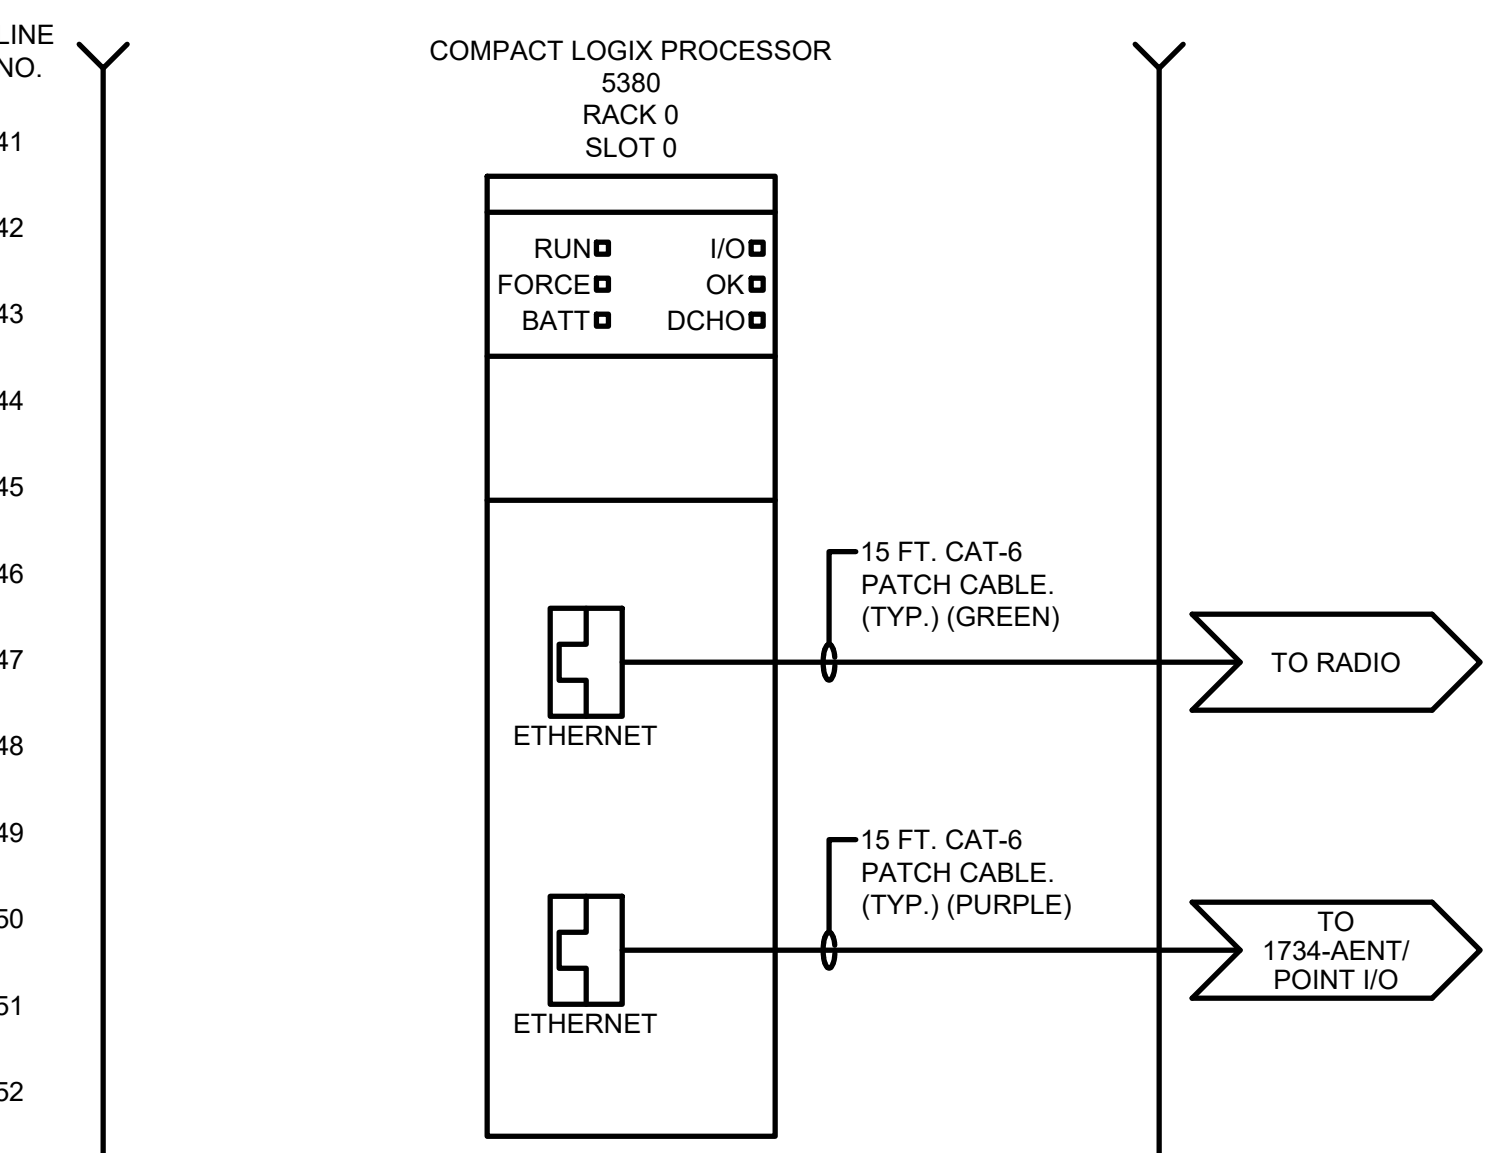 LINE
NO.
COMPACT LOGIX PROCESSOR
5380
RACK 0
SLOT 0
41
42
RUN I/O
FORCE OK
BATT DCHO
43
44
45
46
15 FT. CAT-6
PATCH CABLE.
(TYP.) (GREEN)
47
TO RADIO
ETHERNET
48
49
15 FT. CAT-6
PATCH CABLE.
(TYP.) (PURPLE)
50
TO
1734-AENT/
POINT I/O
51
ETHERNET
52